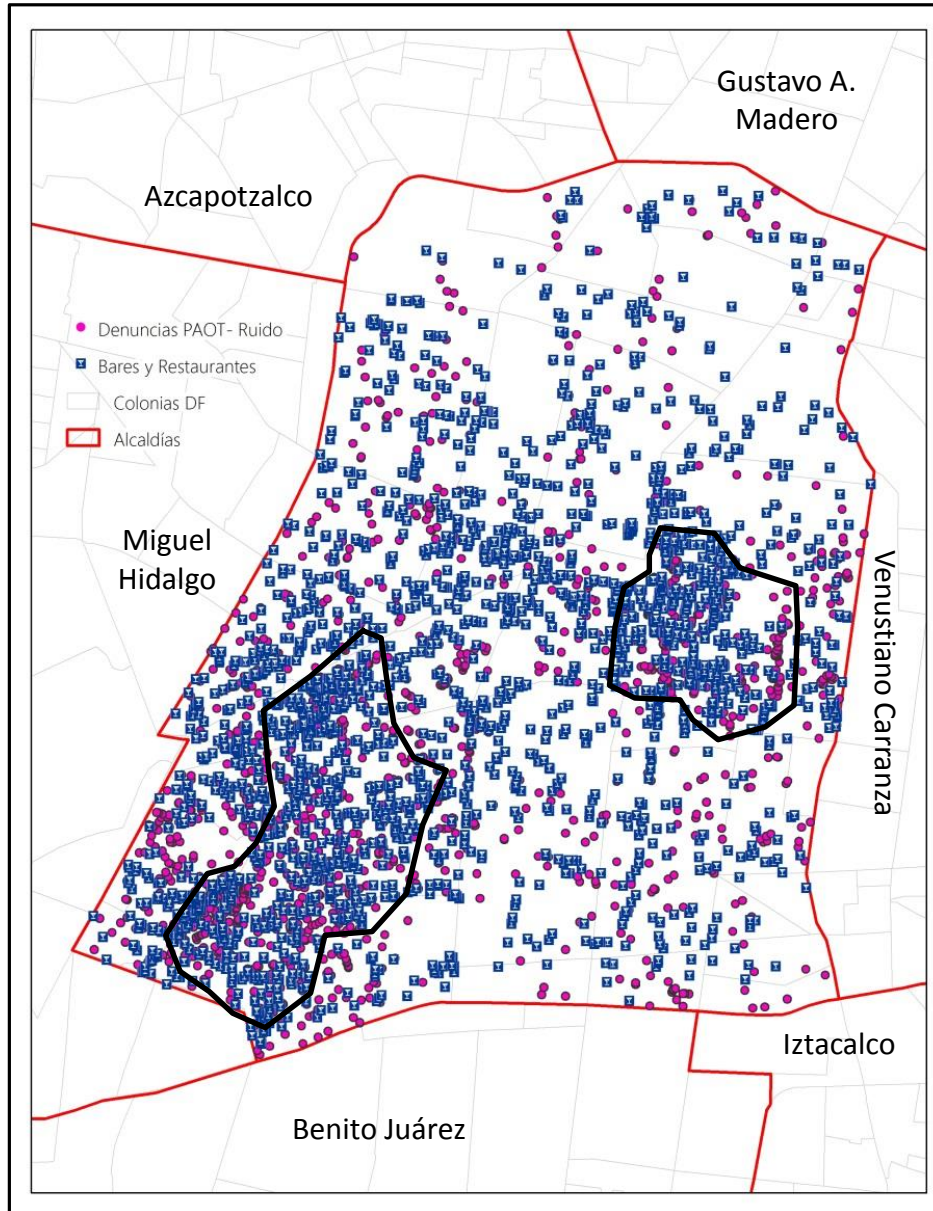 Gustavo A.
Madero
Azcapotzalco
Denuncias PAOT- Ruido
Bares y Restaurantes
Colonias DF
Alcaldías
Miguel
Hidalgo
Venustiano Carranza
Iztacalco
Benito Juárez